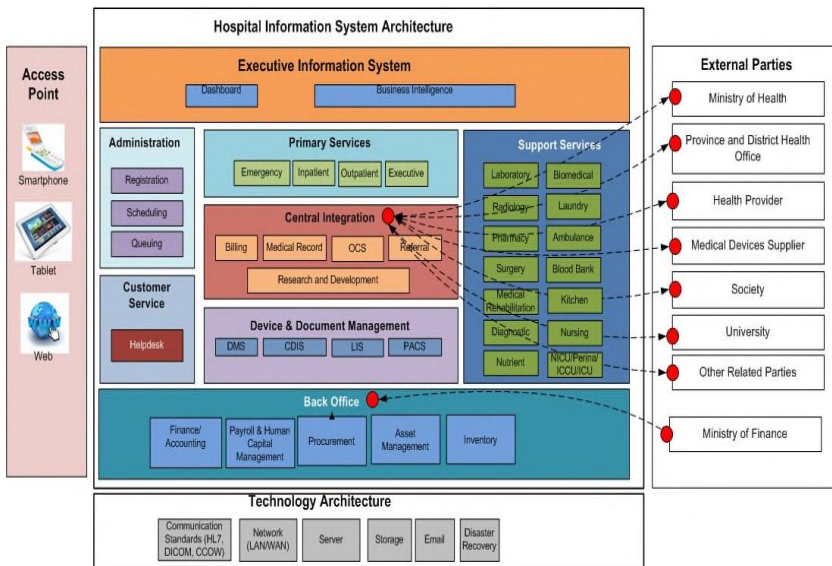 Hospital Information System Architecture
Access
Point
Smartphone
Tablet
Web
Executive Information System
Dashboard
Business Intelligence
Administration
Registration
Scheduling
Queuing
Customer
Service
Helpdesk
Primary Services
Emergency
Inpatient
Outpatient
Executive
Central Integration
Billing
Medical Record
OCS
Referral
Research and Development
Device & Document Management
DMS
CDIS
LIS
PACS
Support Services
Laboratory
Biomedical
Radiology
Laundry
Pharmacy
Ambulance
Surgery
Blood Bank
Medical
Rehabilitation
Kitchen
Diagnostic
Nursing
Nutrient
NICU/Perina/
ICCU/ICU
Back Office
Finance/
Accounting
Payroll & Human
Capital
Management
Procurement
Asset
Management
Inventory
External Parties
Ministry of Health
Province and District Health
Office
Health Provider
Medical Devices Supplier
Society
University
Other Related Parties
Ministry of Finance
Technology Architecture
Communication
Standards (HL7,
DICOM, CCOW)
Network
(LAN/WAN)
Server
Storage
Email
Disaster
Recovery